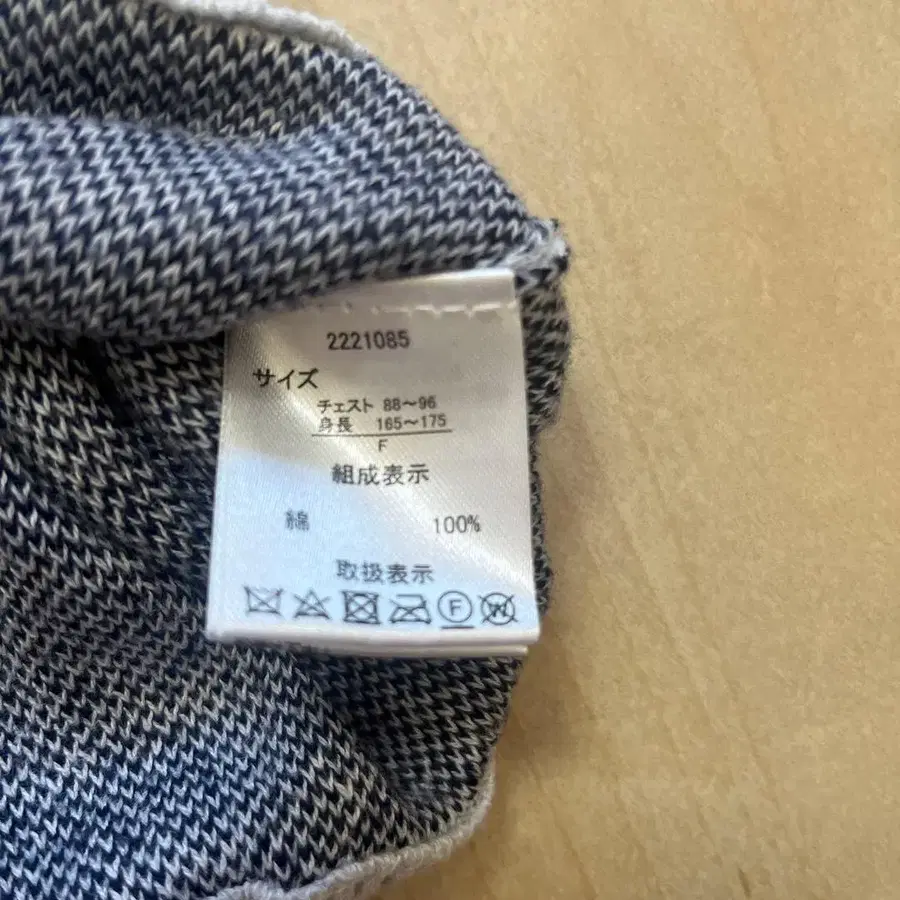 2221085
サイズ
チェスト 88〜96
身長 165〜175
F
組成表示
綿 100%
取扱表示
F W